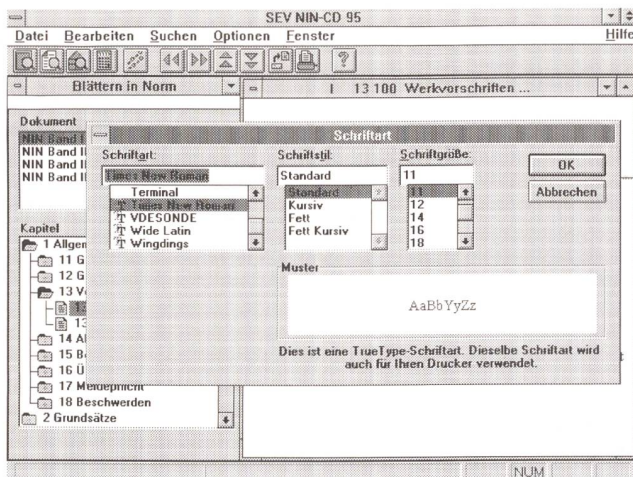 SEV NIN-CD 95
Datei Bearbeiten Suchen Optionen Fenster Hilfe
?
Blättern in Norm
I 13 100 Werkvorschriften ...
Dokument
NIN Band I
NIN Band II
NIN Band II
NIN Band II
Schriftart
Schriftart:
Times New Roman
Terminal
Times New Roman
VDESONDE
Wide Latin
Wingdings
Schriftstil:
Standard
Standard
Kursiv
Fett
Fett Kursiv
Schriftgröße:
11
11
12
14
16
18
OK
Abbrechen
Muster
AaBbYyZz
Dies ist eine TrueType-Schriftart. Dieselbe Schriftart wird
auch für Ihren Drucker verwendet.
Kapitel
1 Allgem
11 G
12 G
13 V
13
14 Al
15 B
16 Ü
17 Meldepflicht
18 Beschwerden
2 Grundsätze
NUM